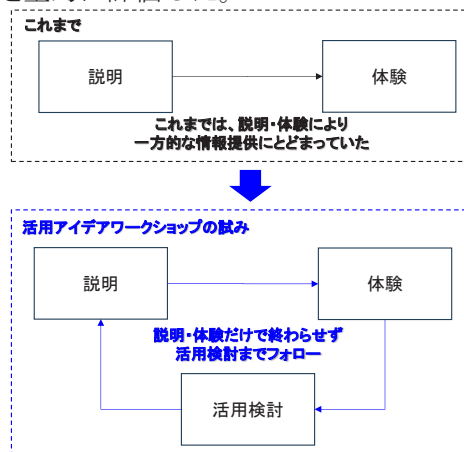 これまで
説明
体験
これまでは、説明・体験により
一方的な情報提供にとどまっていた
活用アイデアワークショップの試み
説明
体験
説明・体験だけで終わらせず
活用検討までフォロー
活用検討